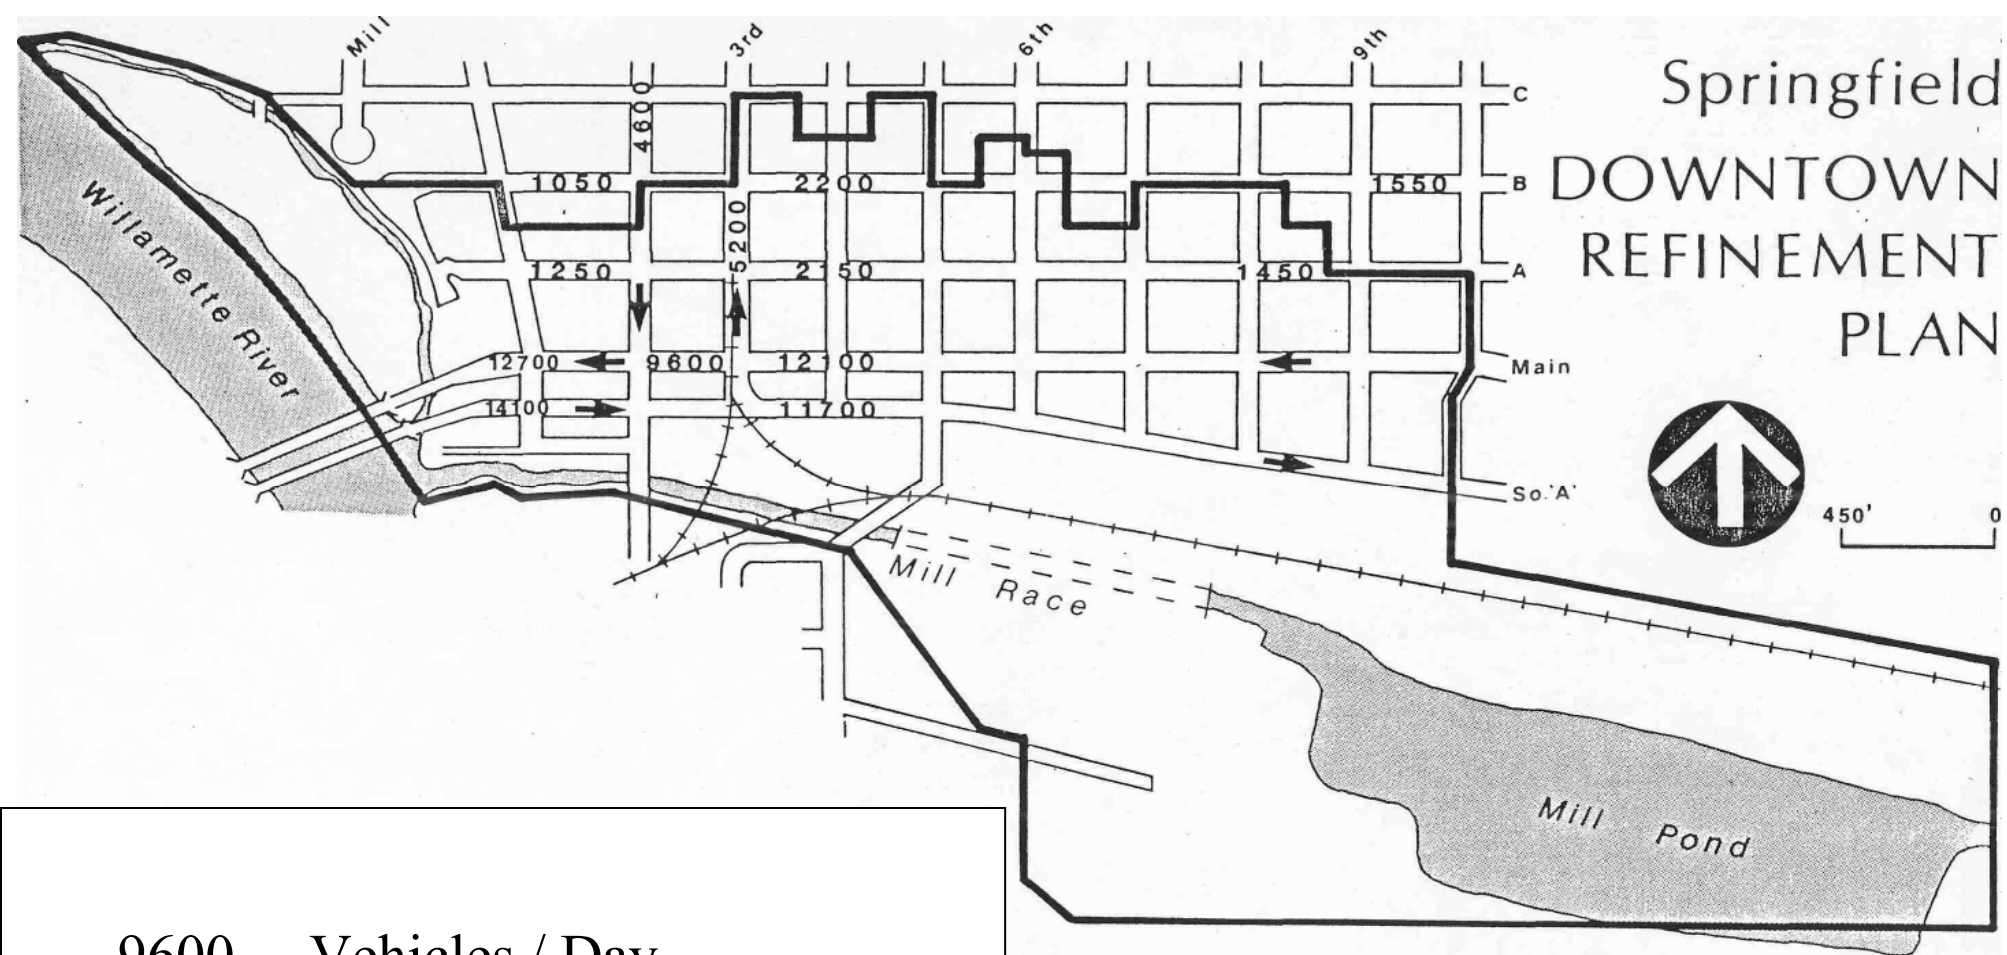 Mill
3rd
6th
9th
Springfield
DOWNTOWN
REFINEMENT
PLAN
C
4600
1050
2200
1550
B
5200
1250
2150
1450
A
Willamette River
12700
9600
12100
Main
14100
11700
So.'A'
450'
0
Mill Race
Mill Pond
9600 Vehicles / Day